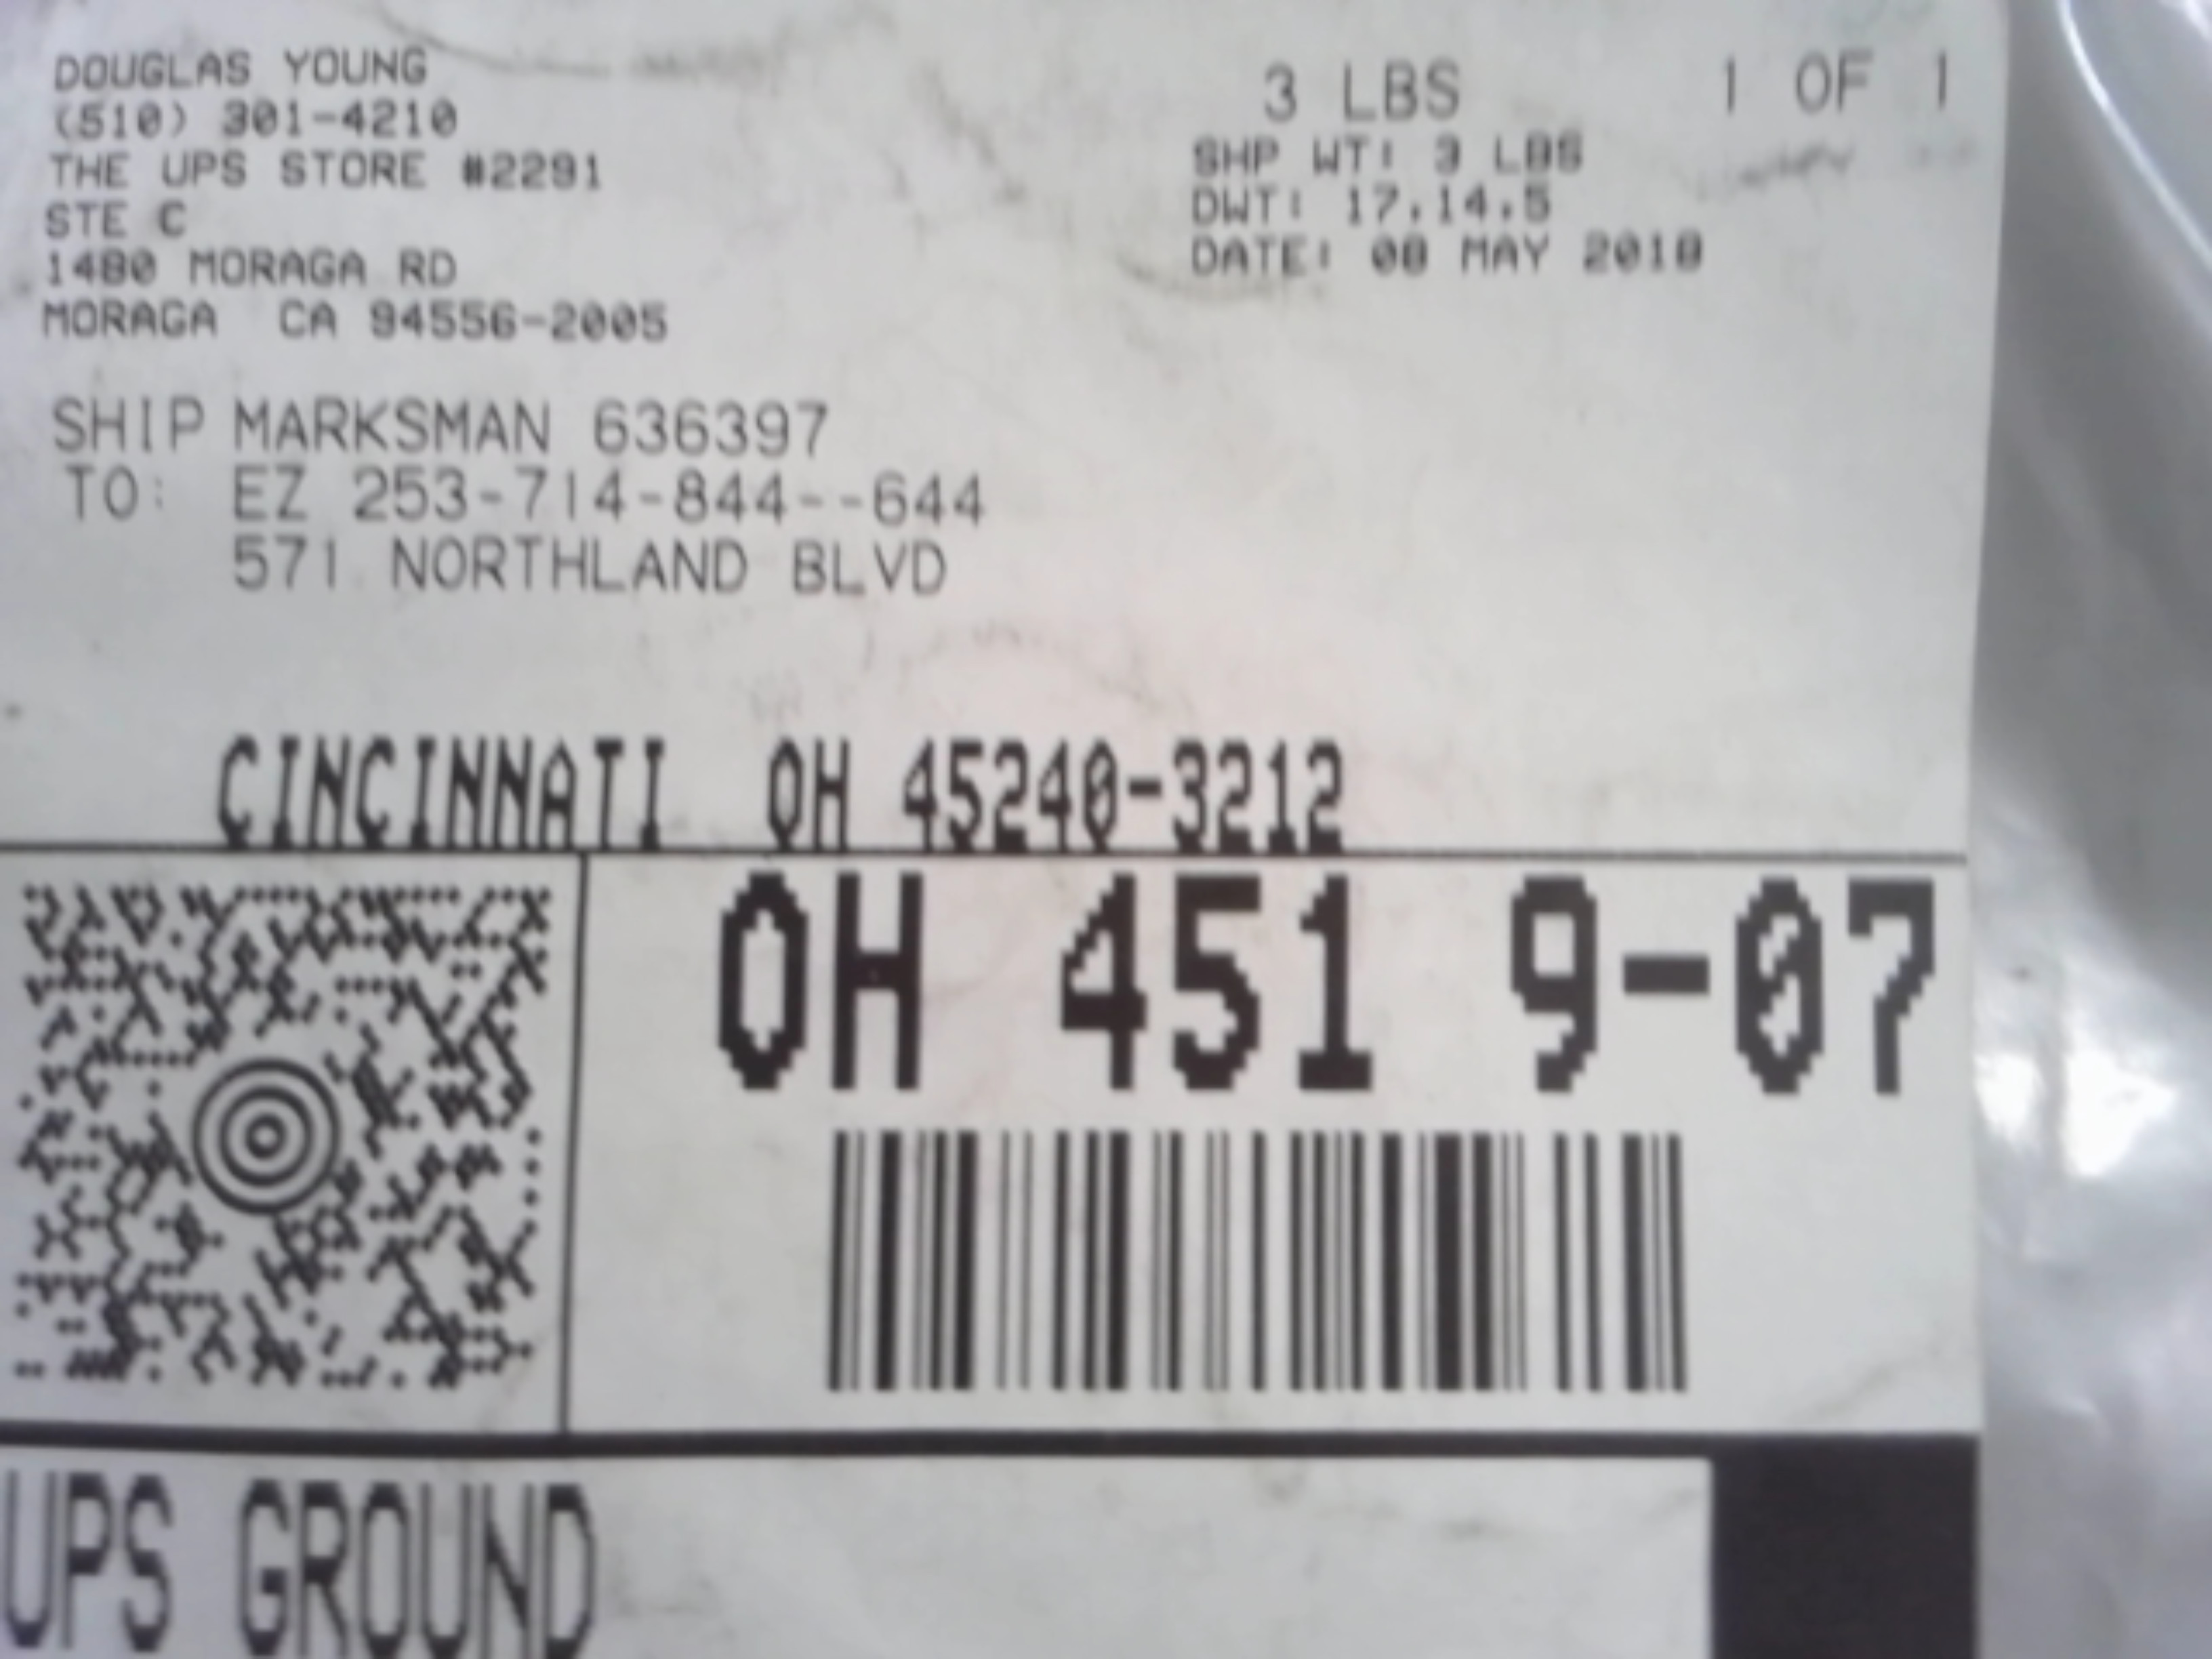 DOUGLAS YOUNG
(510) 301-4210
THE UPS STORE #2291
STE C
1480 MORAGA RD
MORAGA CA 94556-2005
3 LBS 1 OF 1
SHP WT: 3 LBS
DWT: 17,14,5
DATE: 08 MAY 2018
SHIP MARKSMAN 636397
TO: EZ 253-714-844--644
571 NORTHLAND BLVD
CINCINNATI OH 45240-3212
OH 451 9-07
UPS GROUND